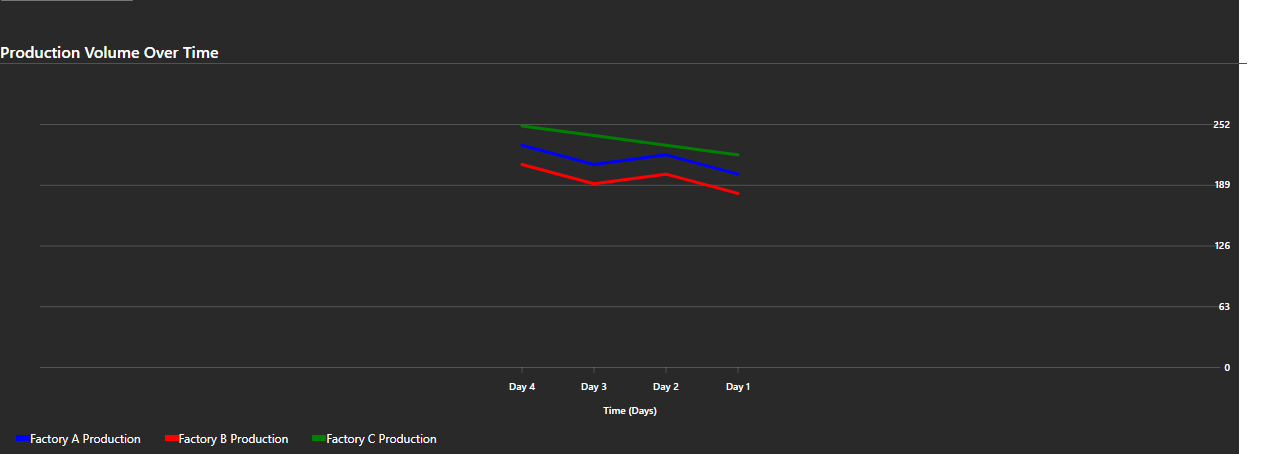 Production Volume Over Time
252
189
126
63
0
Day 4 Day 3 Day 2 Day 1
Time (Days)
Factory A Production Factory B Production Factory C Production